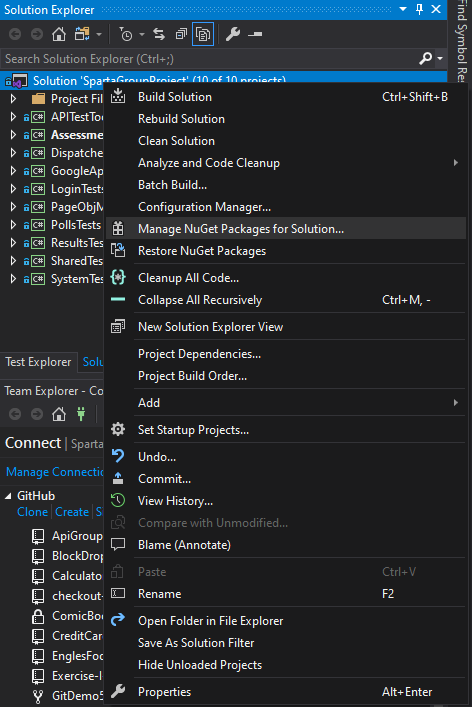 Solution Explorer
Search Solution Explorer (Ctrl+;)
Find Symbol Re
Solution 'SpartaGroupProject' (10 of 10 projects)
Project Fil
APITestToo
Assessme
Dispatche
GoogleAp
LoginTests
PageObjM
PollsTests
ResultsTes
SharedTes
SystemTes
Build Solution Ctrl+Shift+B
Rebuild Solution
Clean Solution
Analyze and Code Cleanup
Batch Build...
Configuration Manager...
Manage NuGet Packages for Solution...
Restore NuGet Packages
Cleanup All Code...
Collapse All Recursively Ctrl+M, -
New Solution Explorer View
Project Dependencies...
Project Build Order...
Add
Set Startup Projects...
Undo...
Commit...
View History...
Compare with Unmodified...
Blame (Annotate)
Paste Ctrl+V
Rename F2
Open Folder in File Explorer
Save As Solution Filter
Hide Unloaded Projects
Properties Alt+Enter
Test Explorer Solu
Team Explorer - Co
Connect | Sparta
Manage Connectio
GitHub
Clone Create S
ApiGroup
BlockDrop
Calculato
checkout-
ComicBoo
CreditCar
EnglesFoo
Exercise-I
GitDemo5